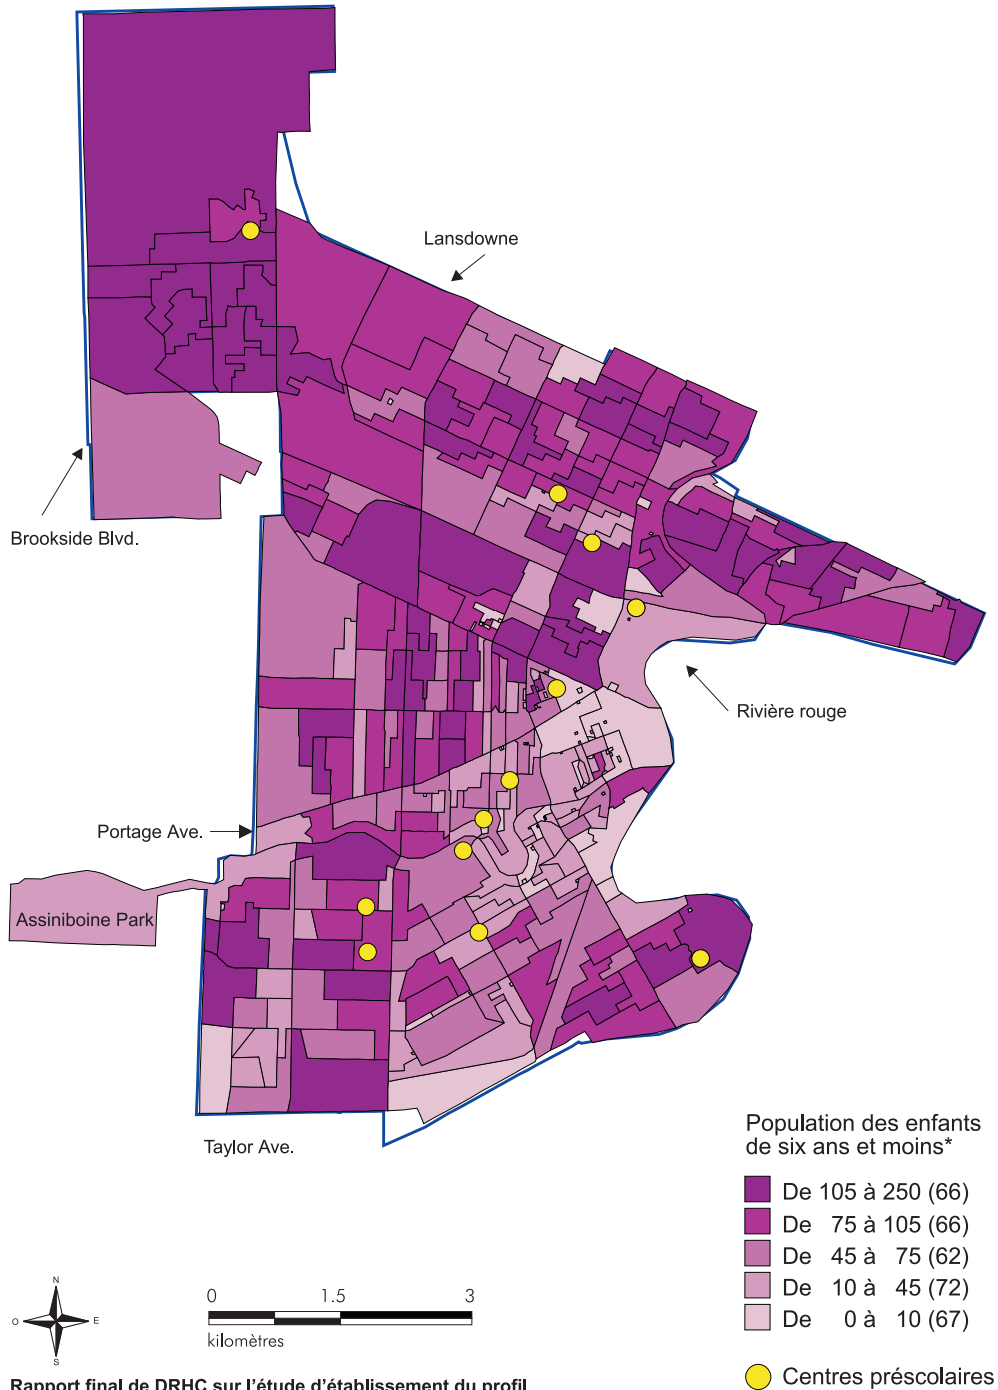 Lansdowne
Brookside Blvd.
Rivière rouge
Portage Ave.
Assiniboine Park
Taylor Ave.
Population des enfants
de six ans et moins*
De 105 à 250 (66)
De 75 à 105 (66)
De 45 à 75 (62)
De 10 à 45 (72)
De 0 à 10 (67)
Centres préscolaires
N
O E
S
0 1.5 3
kilomètres
Rapport final de DRHC sur l'étude d'établissement du profil